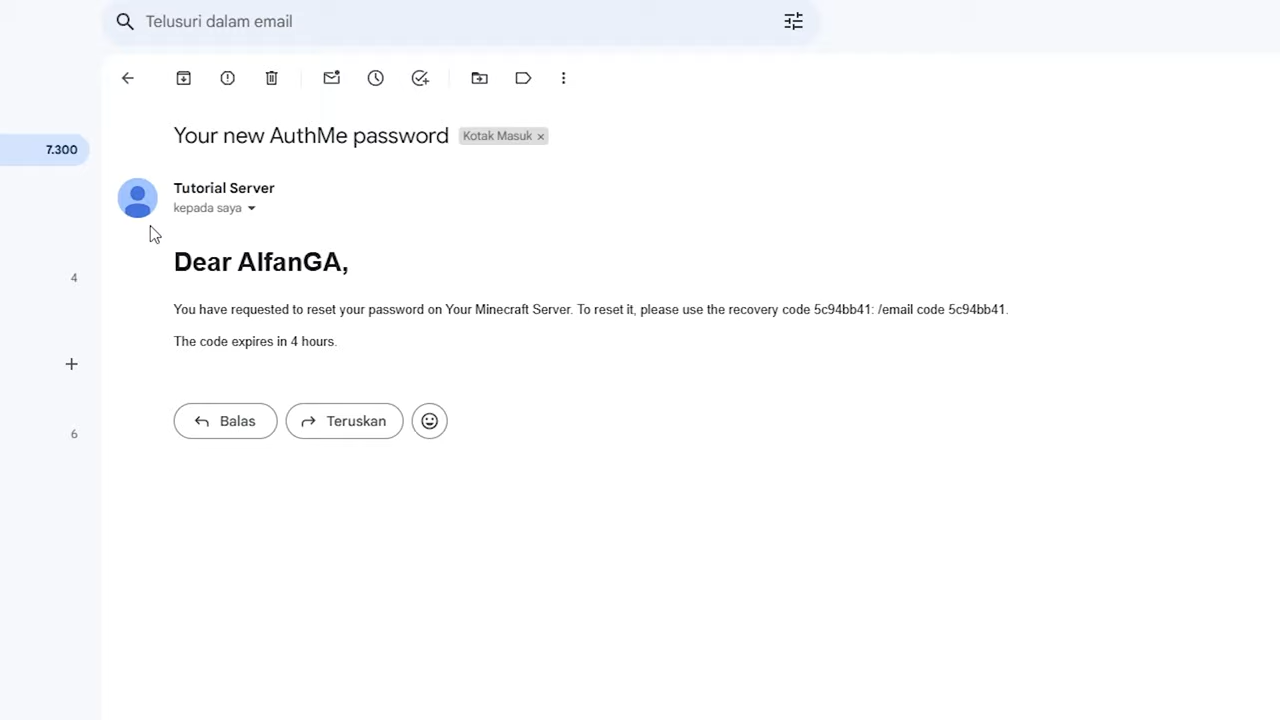 Telusuri dalam email
Your new AuthMe password Kotak Masuk ×
7.300
Tutorial Server
kepada saya
Dear AlfanGA,
4
You have requested to reset your password on Your Minecraft Server. To reset it, please use the recovery code 5c94bb41: /email code 5c94bb41.
The code expires in 4 hours.
Balas Teruskan
6